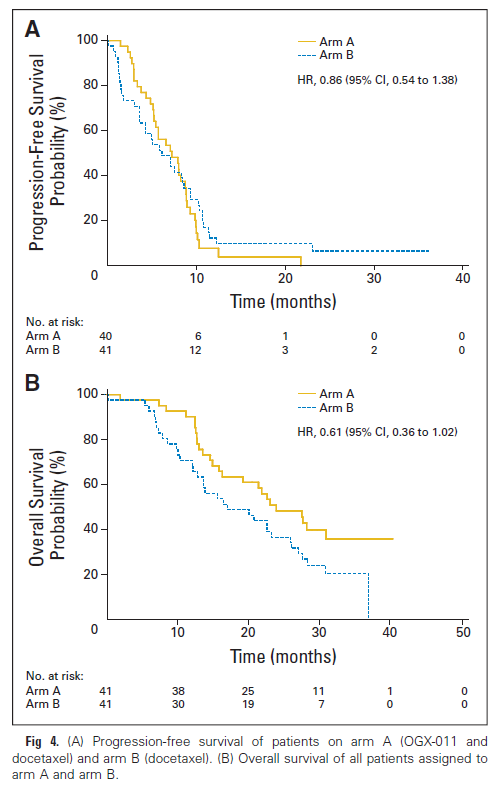 A
Progression-Free Survival
Probability (%)
100
80
60
40
20
0
10
20
30
40
Arm A
Arm B
HR, 0.86 (95% CI, 0.54 to 1.38)
Time (months)
No. at risk:
Arm A 40 6 1 0 0
Arm B 41 12 3 2 0
B
Overall Survival
Probability (%)
100
80
60
40
20
0
10
20
30
40
50
Arm A
Arm B
HR, 0.61 (95% CI, 0.36 to 1.02)
Time (months)
No. at risk:
Arm A 41 38 25 11 1 0
Arm B 41 30 19 7 0 0
Fig 4. (A) Progression-free survival of patients on arm A (OGX-011 and
docetaxel) and arm B (docetaxel). (B) Overall survival of all patients assigned to
arm A and arm B.